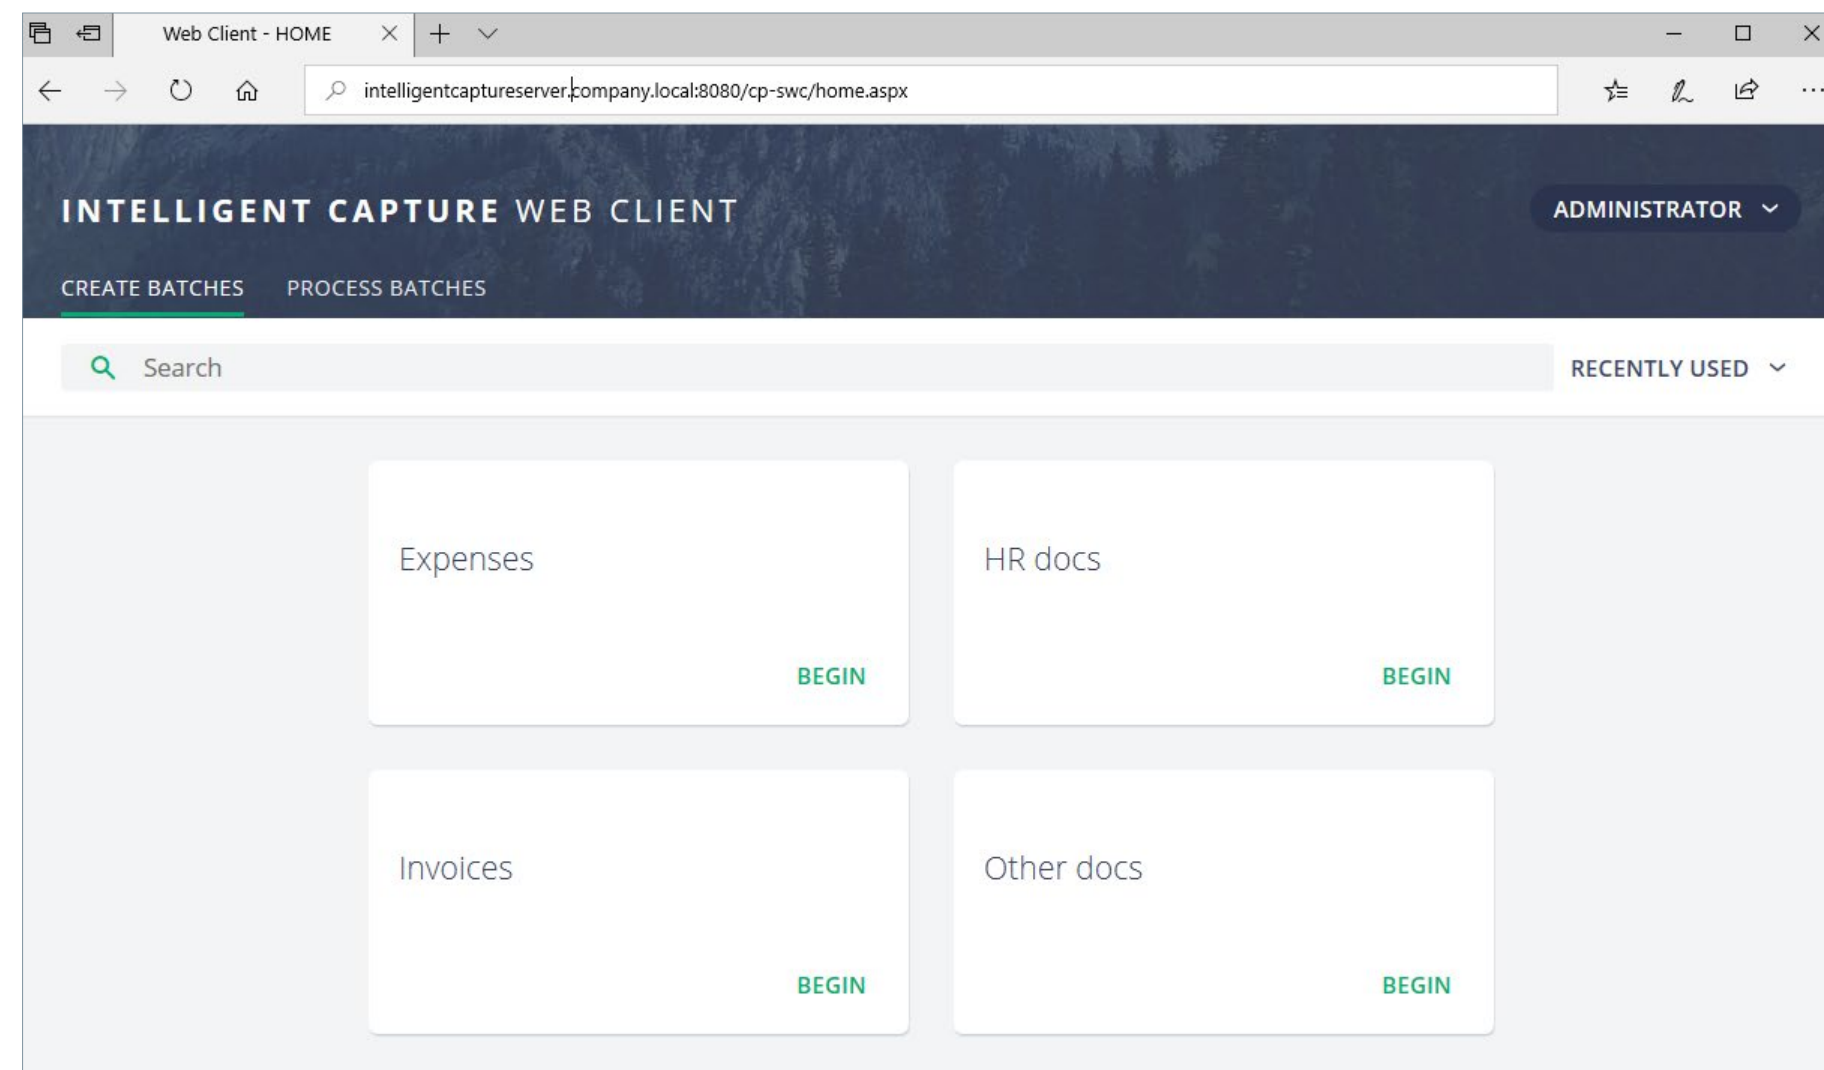 Web Client - HOME
intelligentcaptureserver.company.local:8080/cp-swc/home.aspx
INTELLIGENT CAPTURE WEB CLIENT
ADMINISTRATOR
CREATE BATCHES PROCESS BATCHES
Search
RECENTLY USED
Expenses
BEGIN
HR docs
BEGIN
Invoices
BEGIN
Other docs
BEGIN